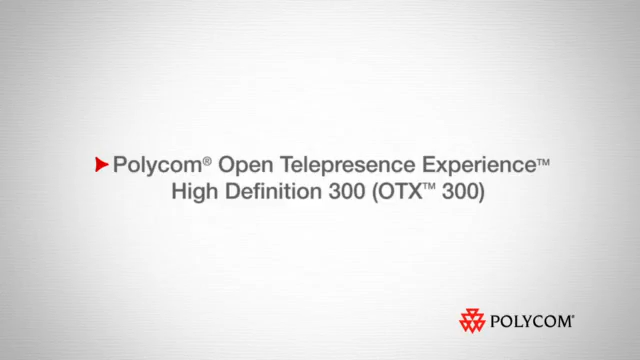 Polycom® Open Telepresence Experience™
High Definition 300 (OTX™ 300)
POLYCOM®